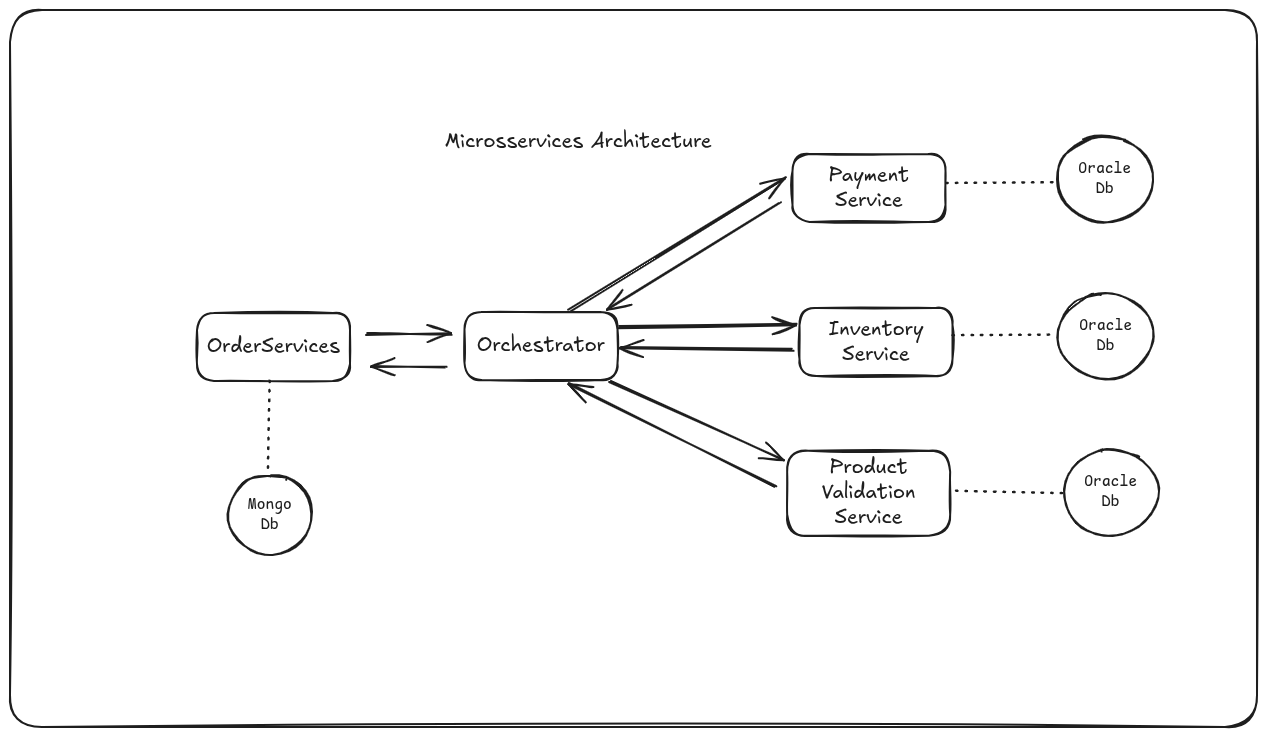 Microsservices Architecture
Payment
Service
Oracle
Db
OrderServices
Orchestrator
Inventory
Service
Oracle
Db
Product
Validation
Service
Oracle
Db
Mongo
Db